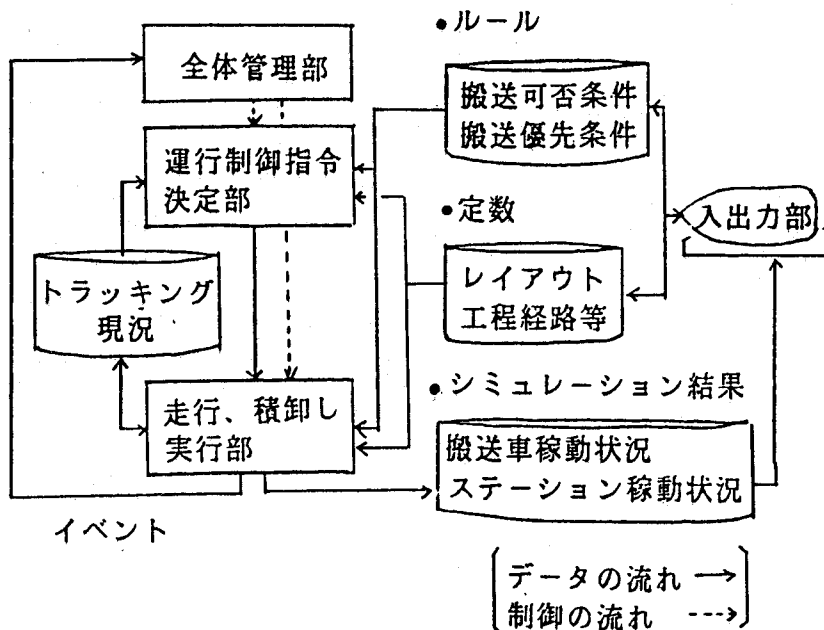 全体管理部
運行制御指令
決定部
トラッキング
現況
走行、積卸し
実行部
イベント
•ルール
搬送可否条件
搬送優先条件
•定数
レイアウト
工程経路等
入出力部
•シミュレーション結果
搬送車稼動状況
ステーション稼動状況
データの流れ
制御の流れ